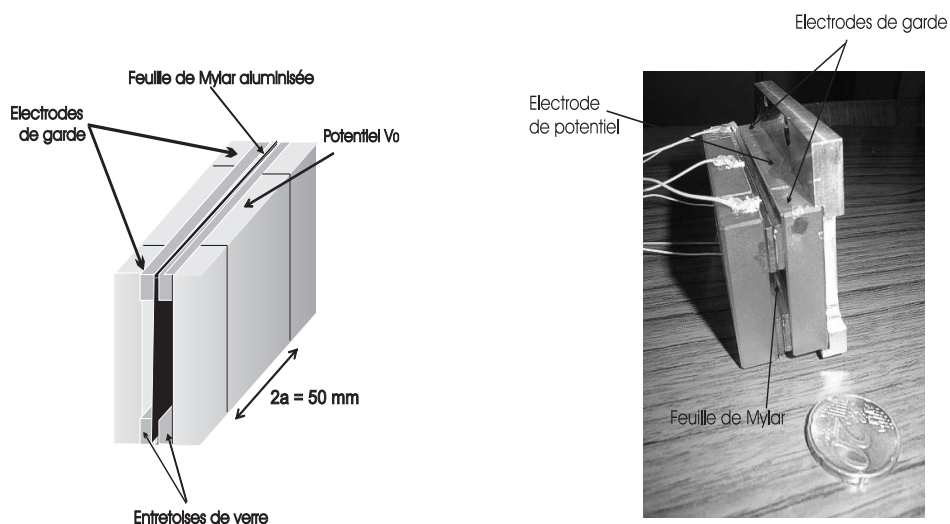 Electrodes de garde
Feuille de Mylar aluminisée
Electrodes
de garde
Potentiel V0
Electrode
de potentiel
2a = 50 mm
Feuille de Mylar
Entretoises de verre
20